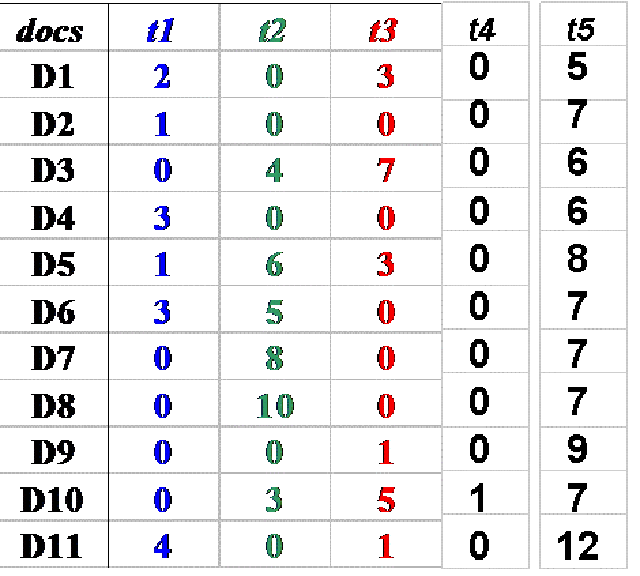 docs t1 t2 t3 t4 t5
D1 2 0 3 0 5
D2 1 0 0 0 7
D3 0 4 7 0 6
D4 3 0 0 0 6
D5 1 6 3 0 8
D6 3 5 0 0 7
D7 0 8 0 0 7
D8 0 10 0 0 7
D9 0 0 1 0 9
D10 0 3 5 1 7
D11 4 0 1 0 12